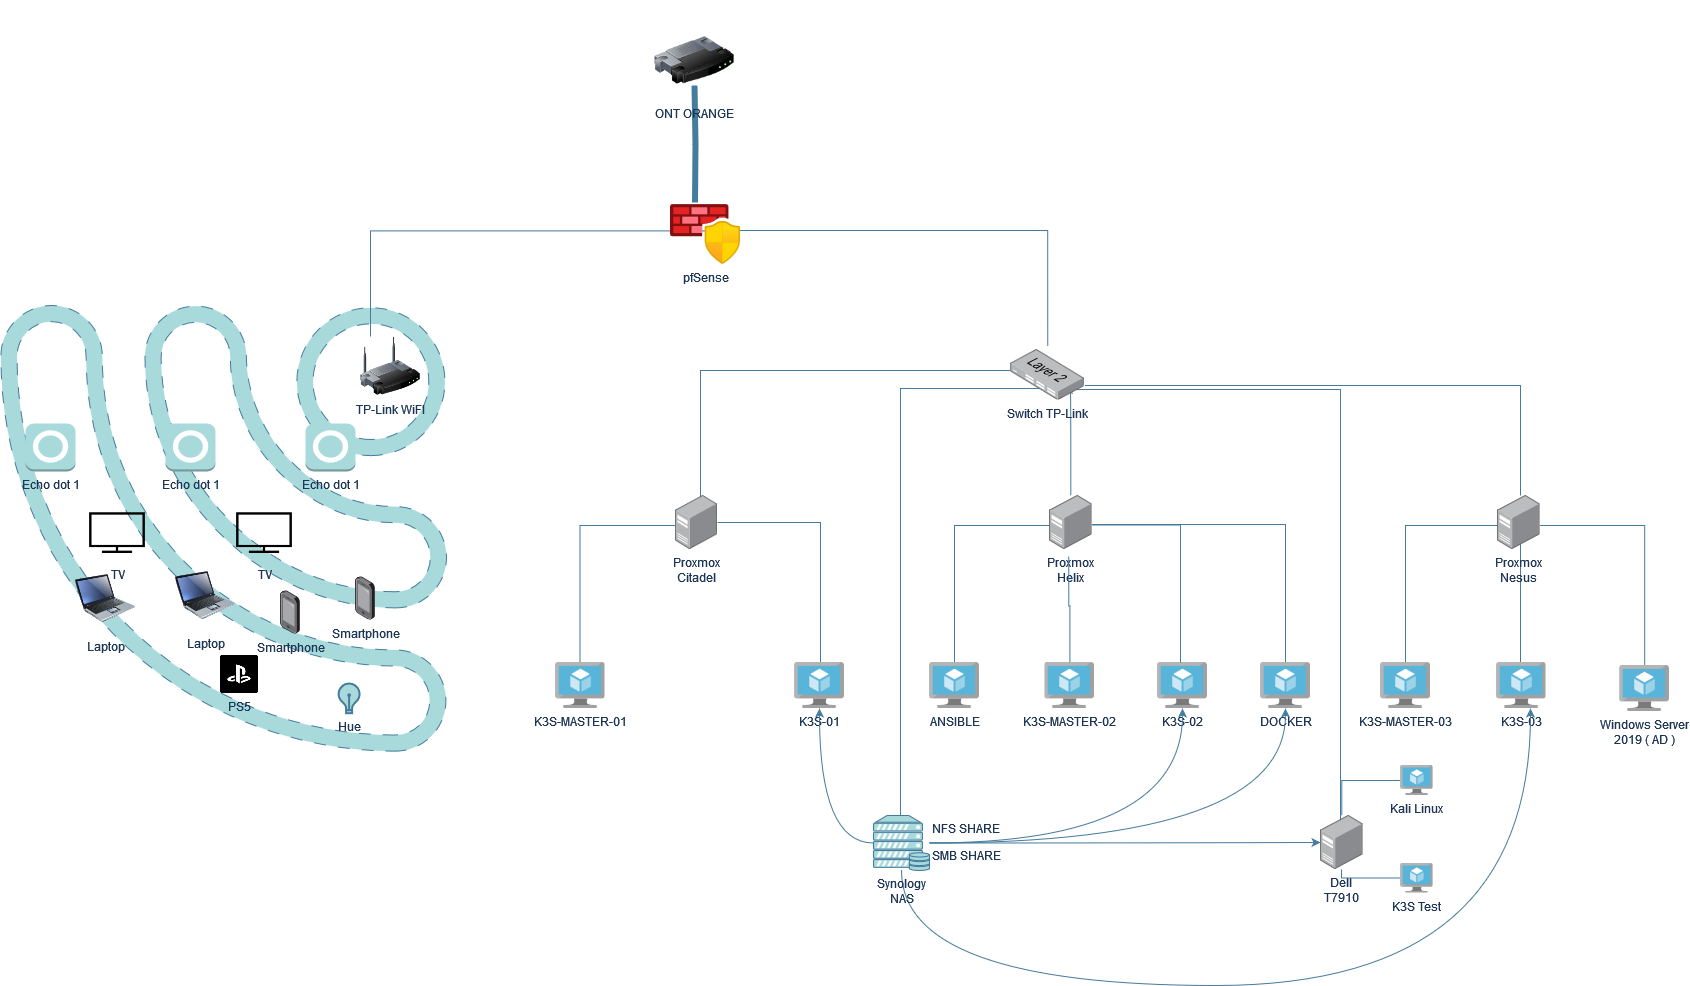 ONT ORANGE
pfSense
Layer 2
Switch TP-Link
TP-Link WiFI
Echo dot 1
Echo dot 1
Echo dot 1
TV
TV
Laptop
Laptop
Smartphone
Smartphone
PS5
Hue
Proxmox
Citadel
Proxmox
Helix
Proxmox
Nesus
K3S-MASTER-01
K3S-01
ANSIBLE
K3S-MASTER-02
K3S-02
DOCKER
K3S-MASTER-03
K3S-03
Windows Server
2019 ( AD )
Kali Linux
NFS SHARE
SMB SHARE
Synology
NAS
Dell
T7910
K3S Test